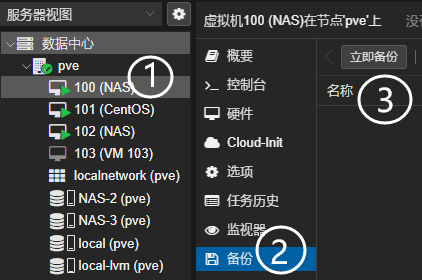 服务器视图
数据中心
pve
100 (NAS)
101 (CentOS)
102 (NAS)
103 (VM 103)
localnetwork (pve)
NAS-2 (pve)
NAS-3 (pve)
local (pve)
local-lvm (pve)
①
虚拟机100 (NAS)在节点'pve'上
没有
概要
控制台
硬件
Cloud-Init
选项
任务历史
监视器
备份
②
立即备份
名称
③